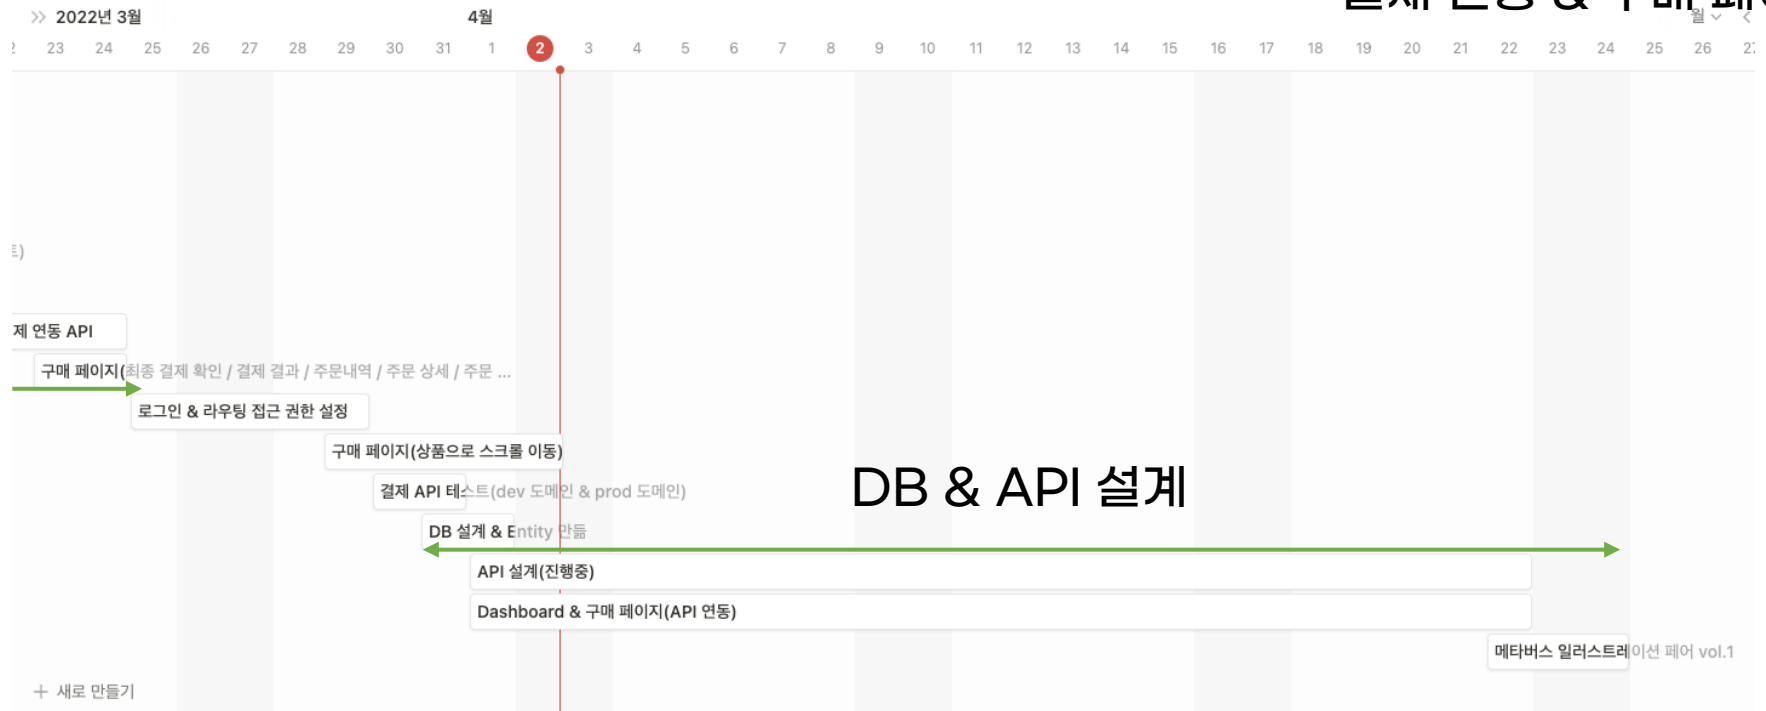 2022년 3월 4월 월
23 24 25 26 27 28 29 30 31 1 2 3 4 5 6 7 8 9 10 11 12 13 14 15 16 17 18 19 20 21 22 23 24 25 26
제 연동 API
구매 페이지(최종 결제 확인 / 결제 결과 / 주문내역 / 주문 상세 / 주문 ...
로그인 & 라우팅 접근 권한 설정
구매 페이지(상품으로 스크롤 이동)
결제 API 테스트(dev 도메인 & prod 도메인)
DB & API 설계
DB 설계 & Entity 만듦
API 설계(진행중)
Dashboard & 구매 페이지(API 연동)
메타버스 일러스트레이션 페어 vol.1
+ 새로 만들기